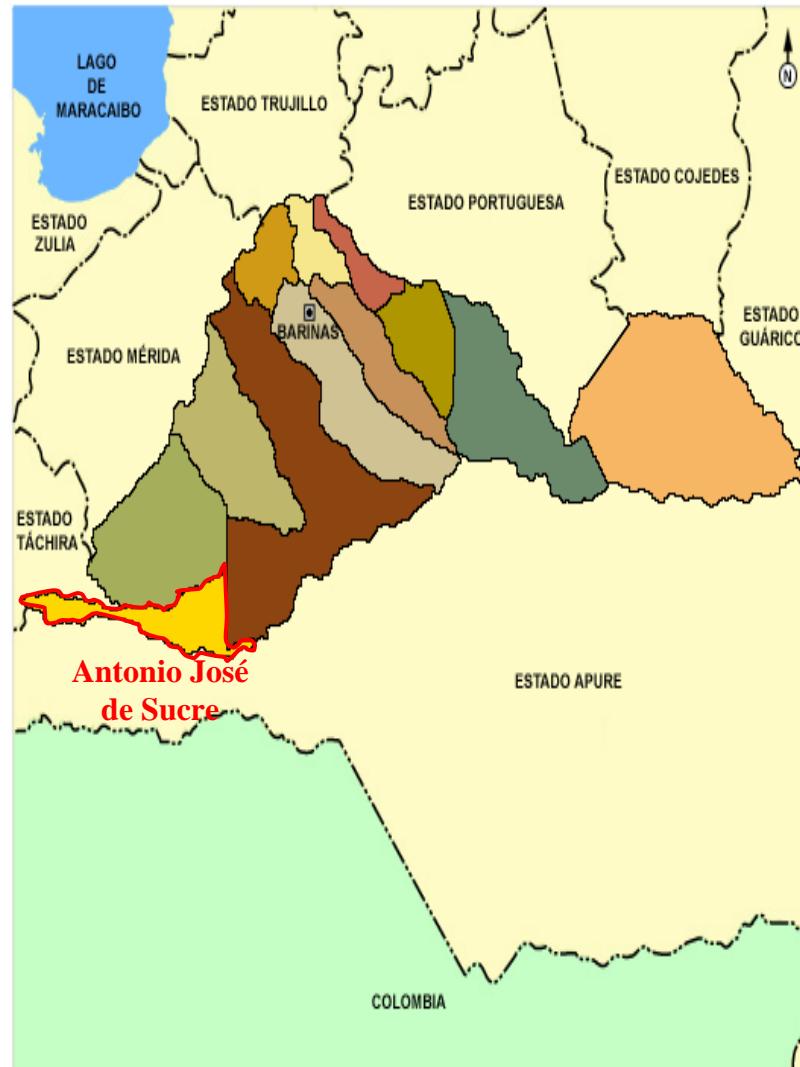 LAGO
DE
MARACAIBO
N
ESTADO TRUJILLO
ESTADO COJEDES
ESTADO PORTUGUESA
ESTADO
ZULIA
ESTADO
GUÁRICO
BARINAS
ESTADO MÉRIDA
ESTADO
TÁCHIRA
Antonio José
de Sucre
ESTADO APURE
COLOMBIA